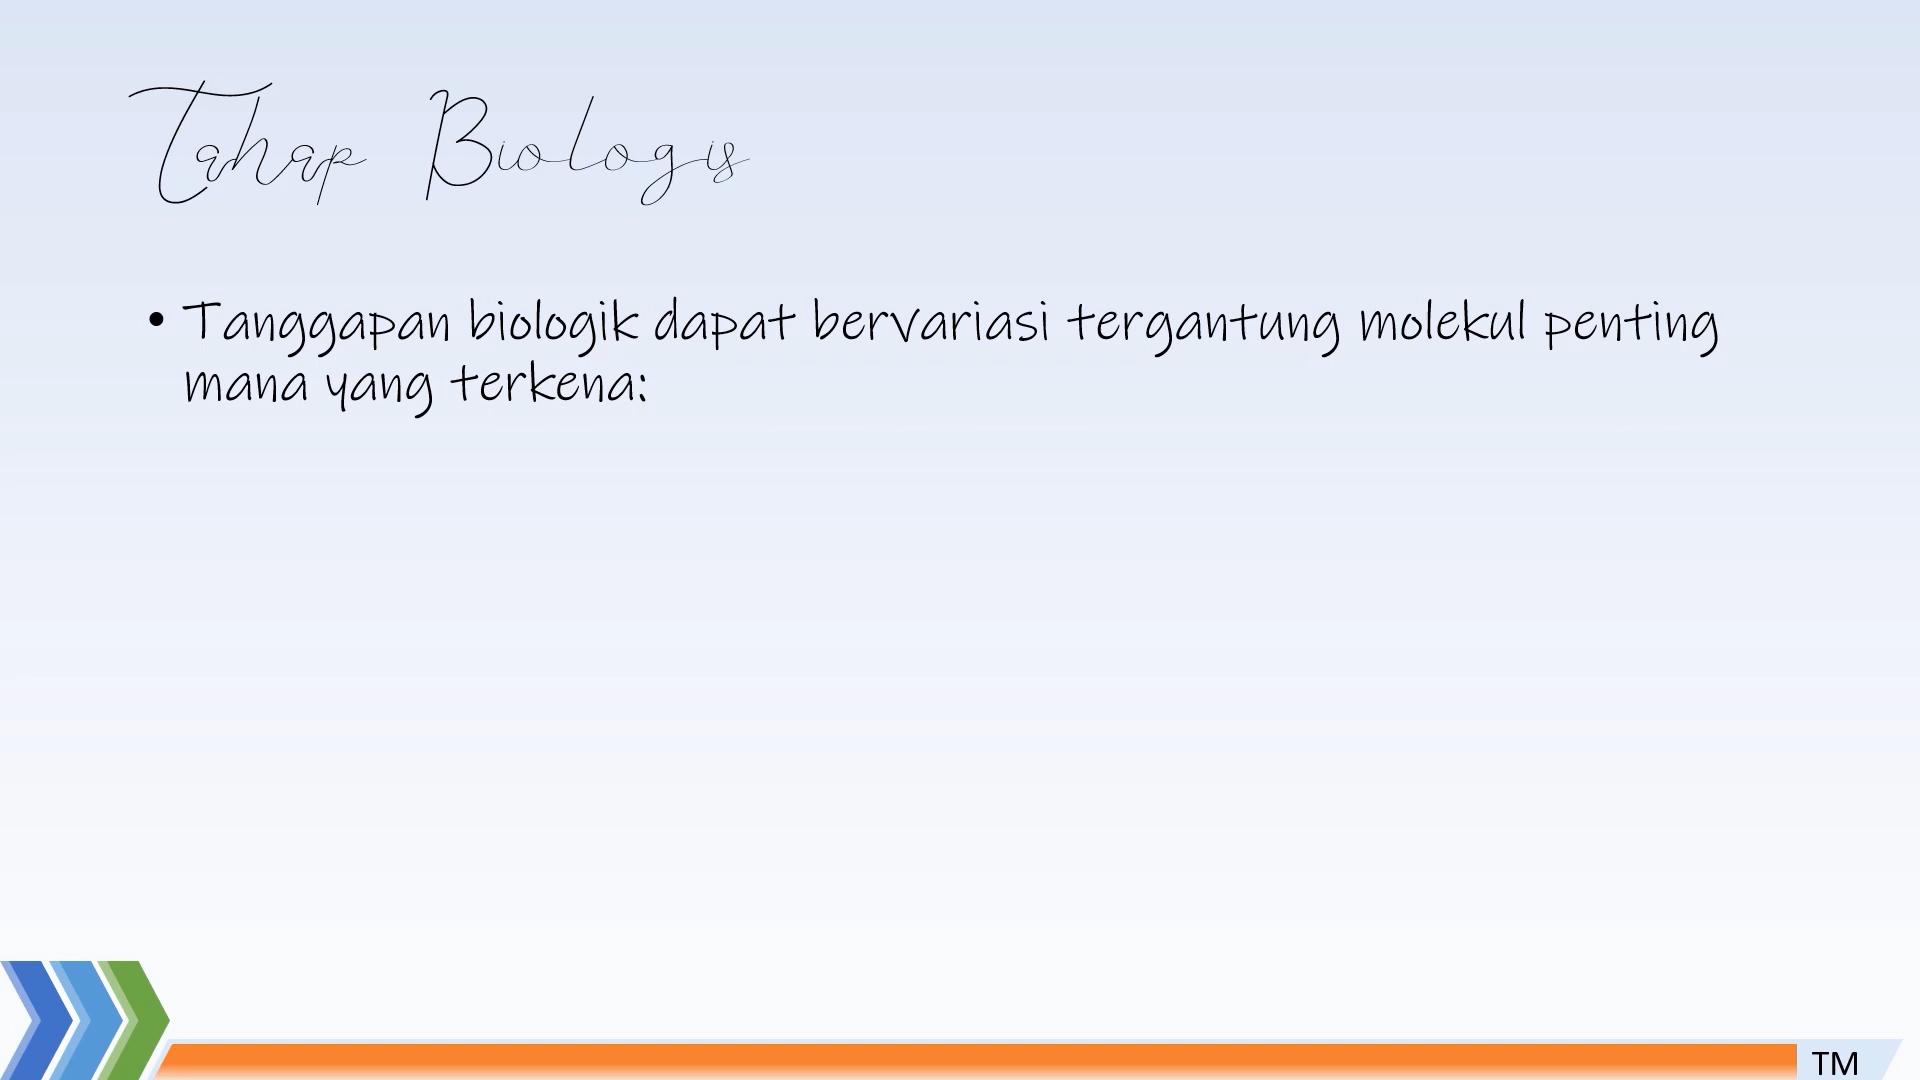 Tahap Biologis
• Tanggapan biologik dapat bervariasi tergantung molekul penting
mana yang terkena:
TM